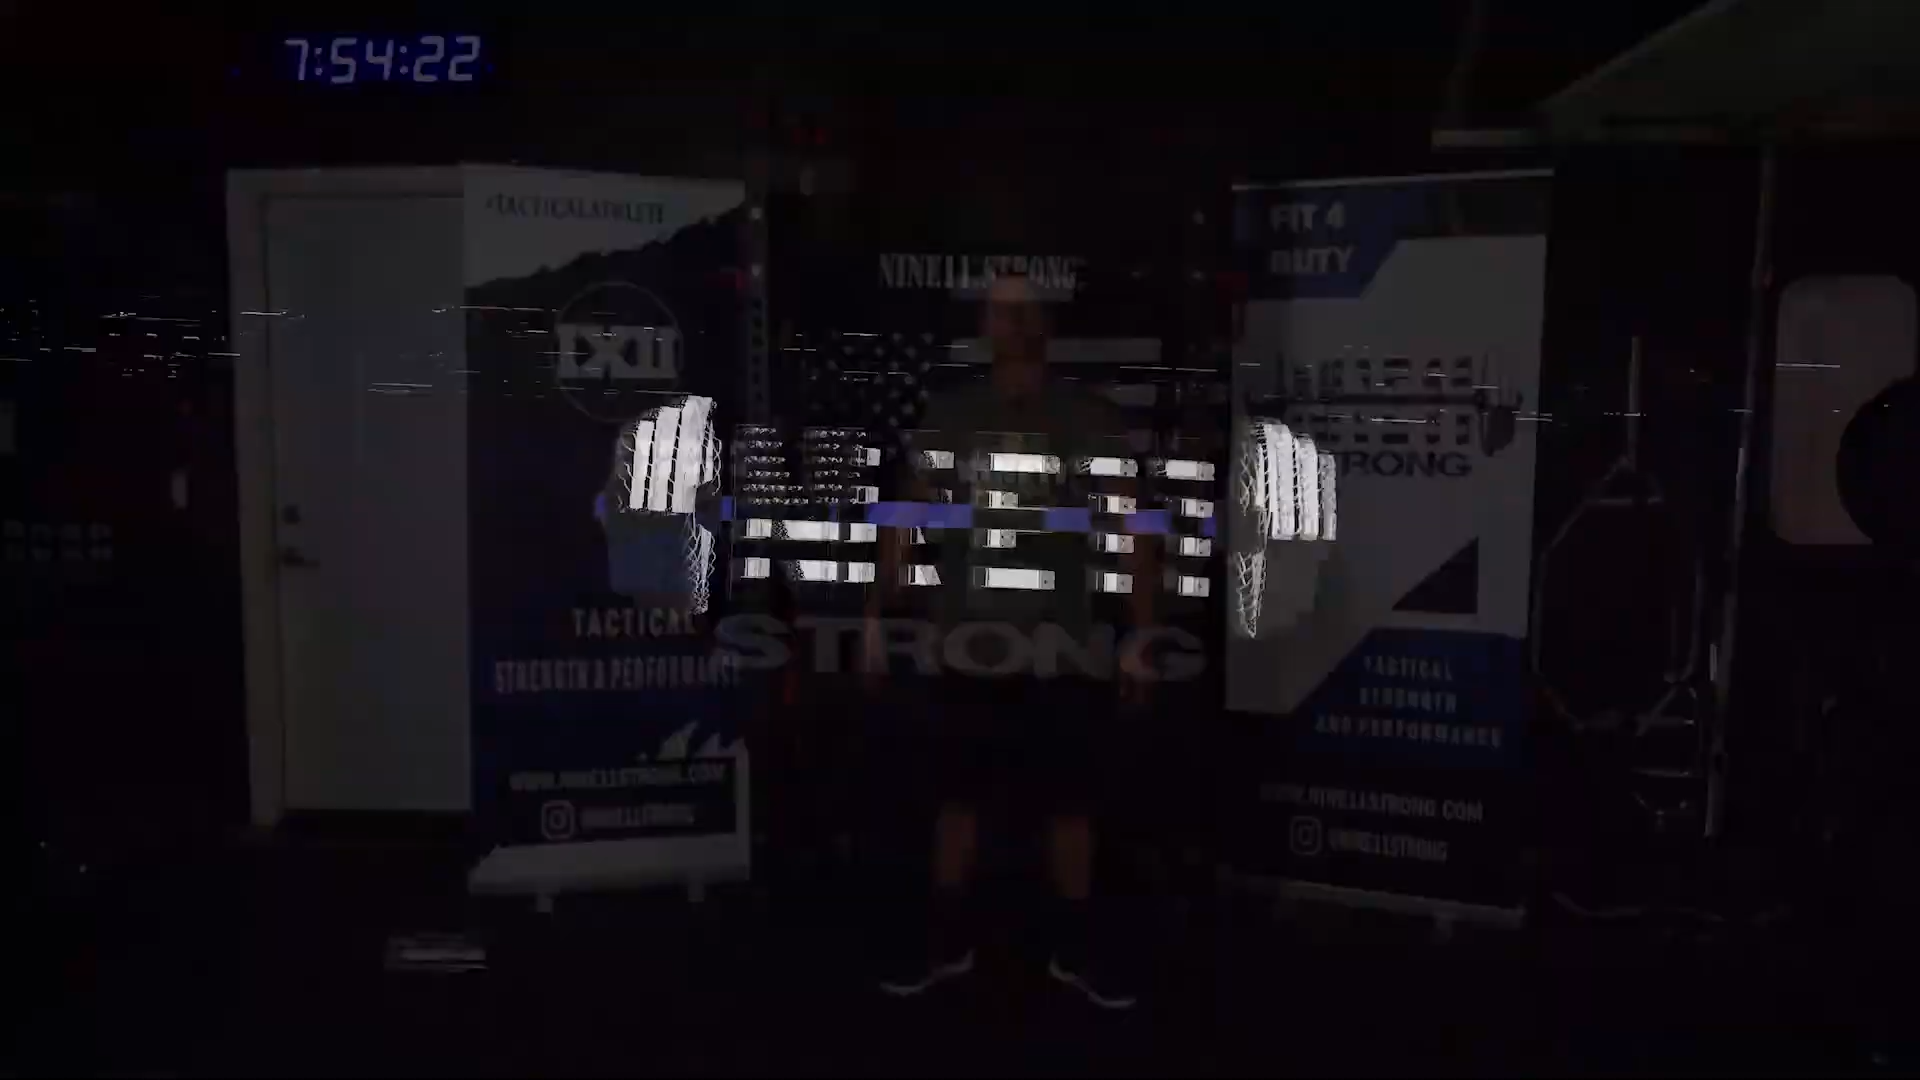 7:54:22
#TACTICALATHLETE
FIT 4
DUTY
NINE11STRONG
IXII
STRONG
TACTICAL
STRENGTH & PERFORMANCE
STRONG
TACTICAL
STRENGTH
AND PERFORMANCE
WWW.NINE11STRONG.COM
@NINE11STRONG
WWW.NINE11STRONG.COM
@NINE11STRONG